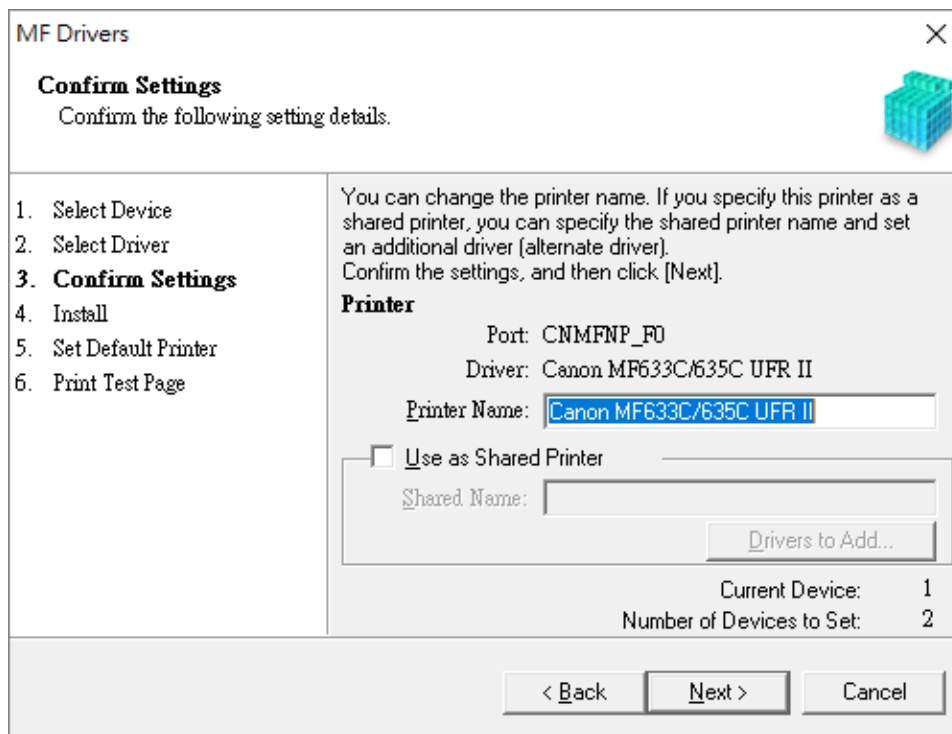 MF Drivers
Confirm Settings
Confirm the following setting details.
1. Select Device
2. Select Driver
3. Confirm Settings
4. Install
5. Set Default Printer
6. Print Test Page
You can change the printer name. If you specify this printer as a
shared printer, you can specify the shared printer name and set
an additional driver (alternate driver).
Confirm the settings, and then click [Next].
Printer
Port: CNMFNP_F0
Driver: Canon MF633C/635C UFR II
Printer Name: Canon MF633C/635C UFR II
Use as Shared Printer
Shared Name:
Drivers to Add...
Current Device: 1
Number of Devices to Set: 2
< Back Next > Cancel